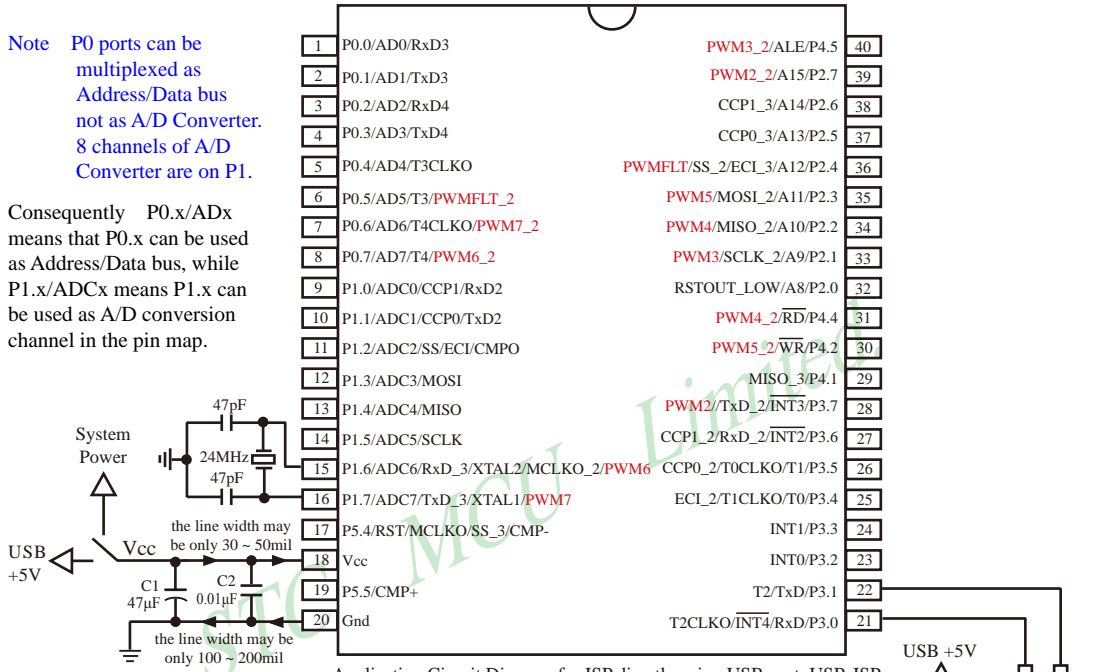 Note P0 ports can be
multiplexed as
Address/Data bus
not as A/D Converter.
8 channels of A/D
Converter are on P1.
Consequently P0.x/ADx
means that P0.x can be used
as Address/Data bus, while
P1.x/ADCx means P1.x can
be used as A/D conversion
channel in the pin map.
1 P0.0/AD0/RxD3
2 P0.1/AD1/TxD3
3 P0.2/AD2/RxD4
4 P0.3/AD3/TxD4
5 P0.4/AD4/T3CLKO
6 P0.5/AD5/T3/PWMFLT_2
7 P0.6/AD6/T4CLKO/PWM7_2
8 P0.7/AD7/T4/PWM6_2
9 P1.0/ADC0/CCP1/RxD2
10 P1.1/ADC1/CCP0/TxD2
11 P1.2/ADC2/SS/ECI/CMPO
12 P1.3/ADC3/MOSI
13 P1.4/ADC4/MISO
14 P1.5/ADC5/SCLK
15 P1.6/ADC6/RxD_3/XTAL2/MCLKO_2/PWM6
16 P1.7/ADC7/TxD_3/XTAL1/PWM7
17 P5.4/RST/MCLKO/SS_3/CMP-
18 Vcc
19 P5.5/CMP+
20 Gnd
PWM3_2/ALE/P4.5 40
PWM2_2/A15/P2.7 39
CCP1_3/A14/P2.6 38
CCP0_3/A13/P2.5 37
PWMFLT/SS_2/ECI_3/A12/P2.4 36
PWM5/MOSI_2/A11/P2.3 35
PWM4/MISO_2/A10/P2.2 34
PWM3/SCLK_2/A9/P2.1 33
RSTOUT_LOW/A8/P2.0 32
PWM4_2/RD/P4.4 31
PWM5_2/WR/P4.2 30
MISO_3/P4.1 29
PWM2//TxD_2/INT3/P3.7 28
CCP1_2/RxD_2/INT2/P3.6 27
CCP0_2/T0CLKO/T1/P3.5 26
ECI_2/T1CLKO/T0/P3.4 25
INT1/P3.3 24
INT0/P3.2 23
T2/TxD/P3.1 22
T2CLKO/INT4/RxD/P3.0 21
47pF
24MHz
47pF
System
Power
USB
+5V
Vcc
the line width may
be only 30 ~ 50mil
C1
47μF
C2
0.01μF
the line width may be
only 100 ~ 200mil
USB +5V
STC MCU Limited.